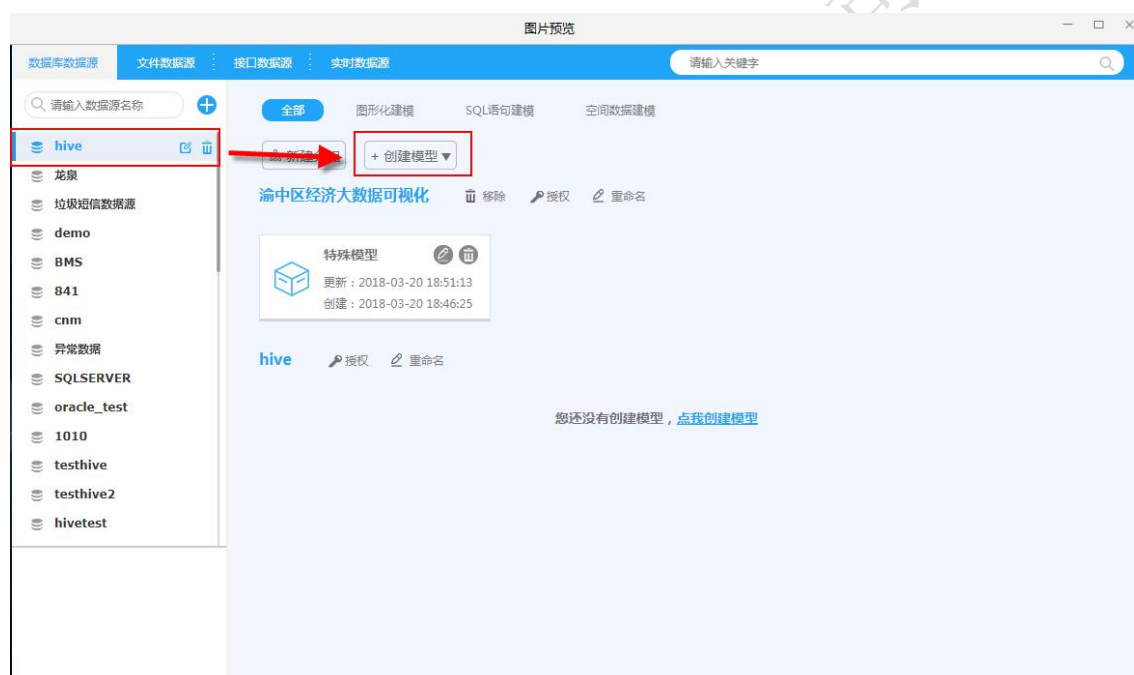 图片预览
数据库数据源 文件数据源 接口数据源 实时数据源 请输入关键字
请输入数据源名称
全部 图形化建模 SQL语句建模 空间数据建模
hive
新建 + 创建模型▼
龙泉
渝中区经济大数据可视化 移除 授权 重命名
垃圾短信数据源
demo
BMS
841
cnm
异常数据
SQLSERVER
oracle_test
1010
testhive
testhive2
hivetest
特殊模型
更新：2018-03-20 18:51:13
创建：2018-03-20 18:46:25
hive 授权 重命名
您还没有创建模型，点我创建模型